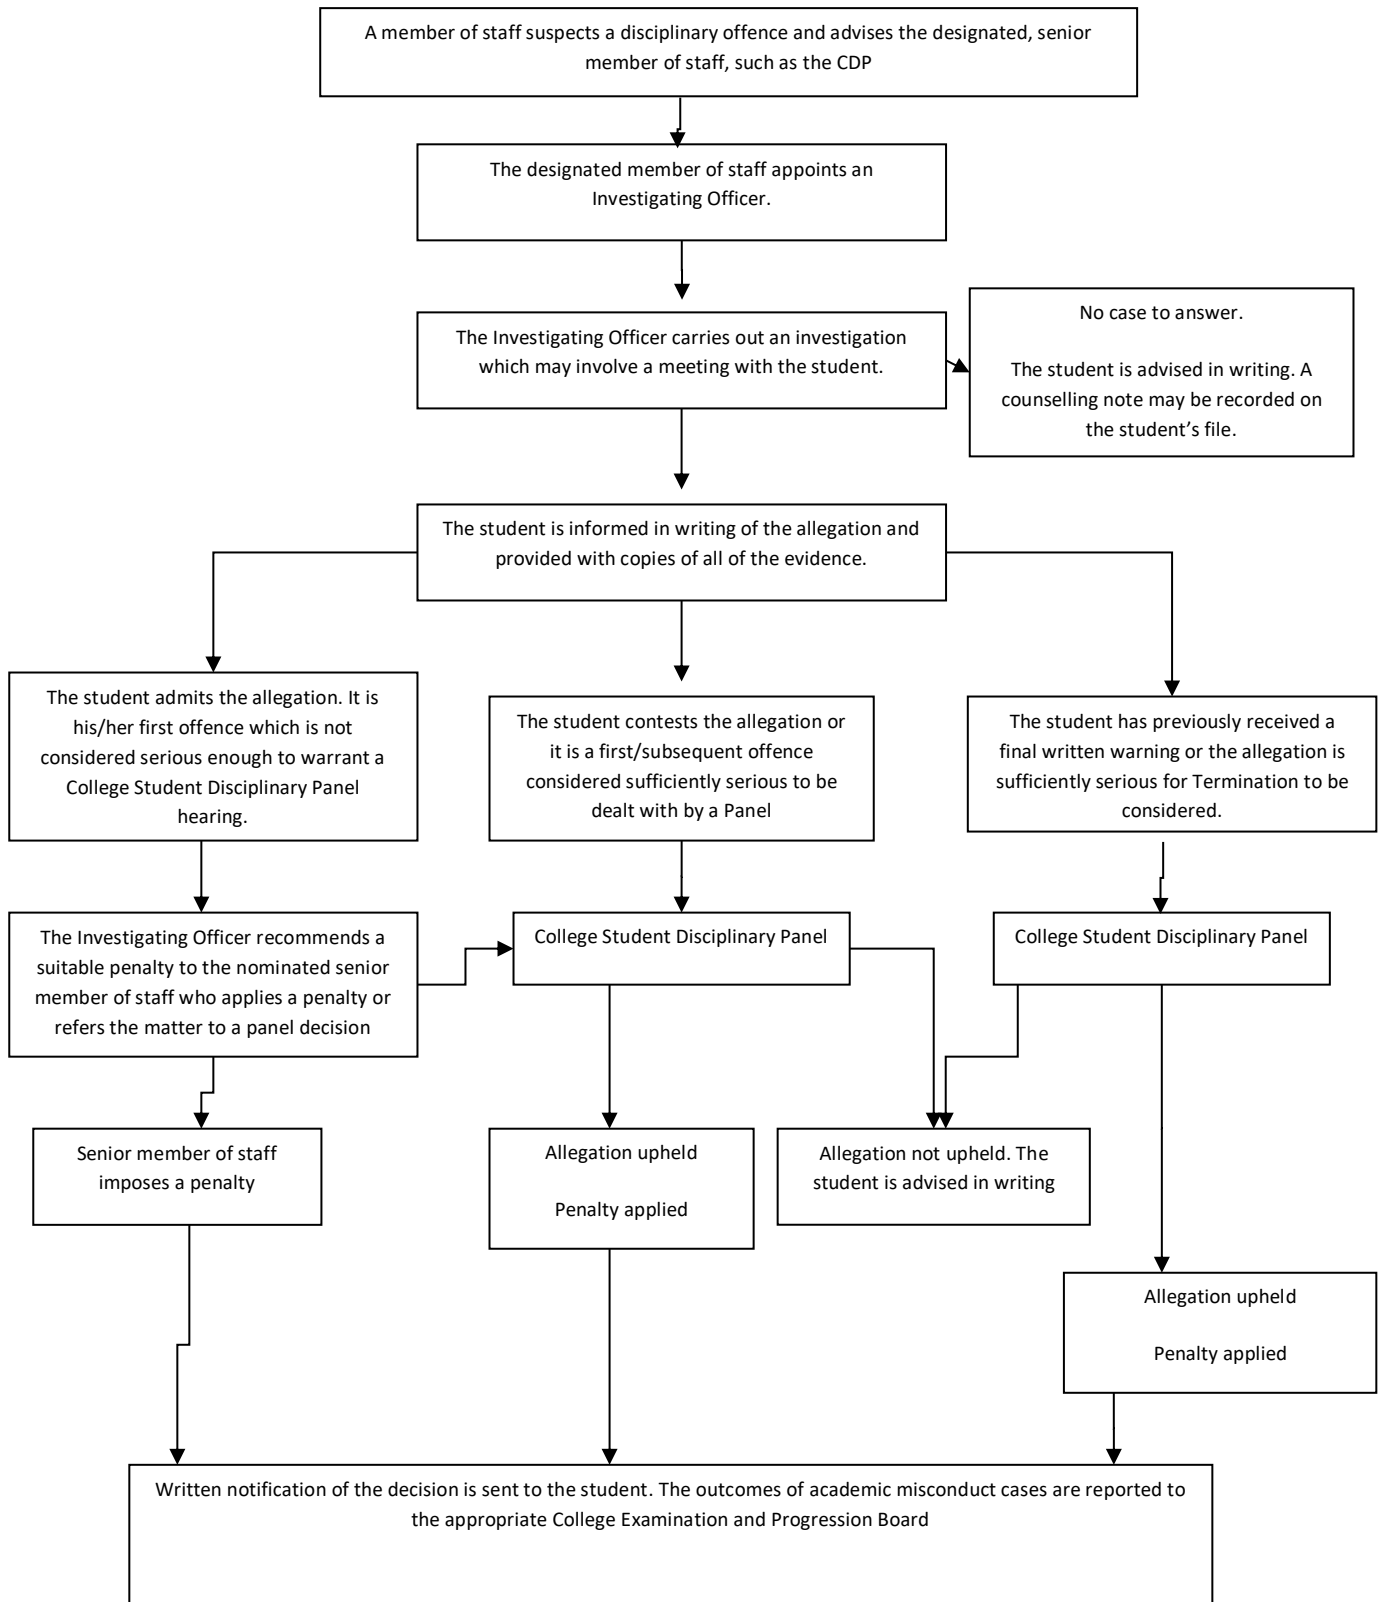 A member of staff suspects a disciplinary offence and advises the designated, senior
member of staff, such as the CDP
The designated member of staff appoints an
Investigating Officer.
The Investigating Officer carries out an investigation
which may involve a meeting with the student.
No case to answer.
The student is advised in writing. A
counselling note may be recorded on
the student’s file.
The student is informed in writing of the allegation and
provided with copies of all of the evidence.
The student admits the allegation. It is
his/her first offence which is not
considered serious enough to warrant a
College Student Disciplinary Panel
hearing.
The student contests the allegation or
it is a first/subsequent offence
considered sufficiently serious to be
dealt with by a Panel
The student has previously received a
final written warning or the allegation is
sufficiently serious for Termination to be
considered.
The Investigating Officer recommends a
suitable penalty to the nominated senior
member of staff who applies a penalty or
refers the matter to a panel decision
College Student Disciplinary Panel
College Student Disciplinary Panel
Senior member of staff
imposes a penalty
Allegation upheld
Penalty applied
Allegation not upheld. The
student is advised in writing
Allegation upheld
Penalty applied
Written notification of the decision is sent to the student. The outcomes of academic misconduct cases are reported to
the appropriate College Examination and Progression Board